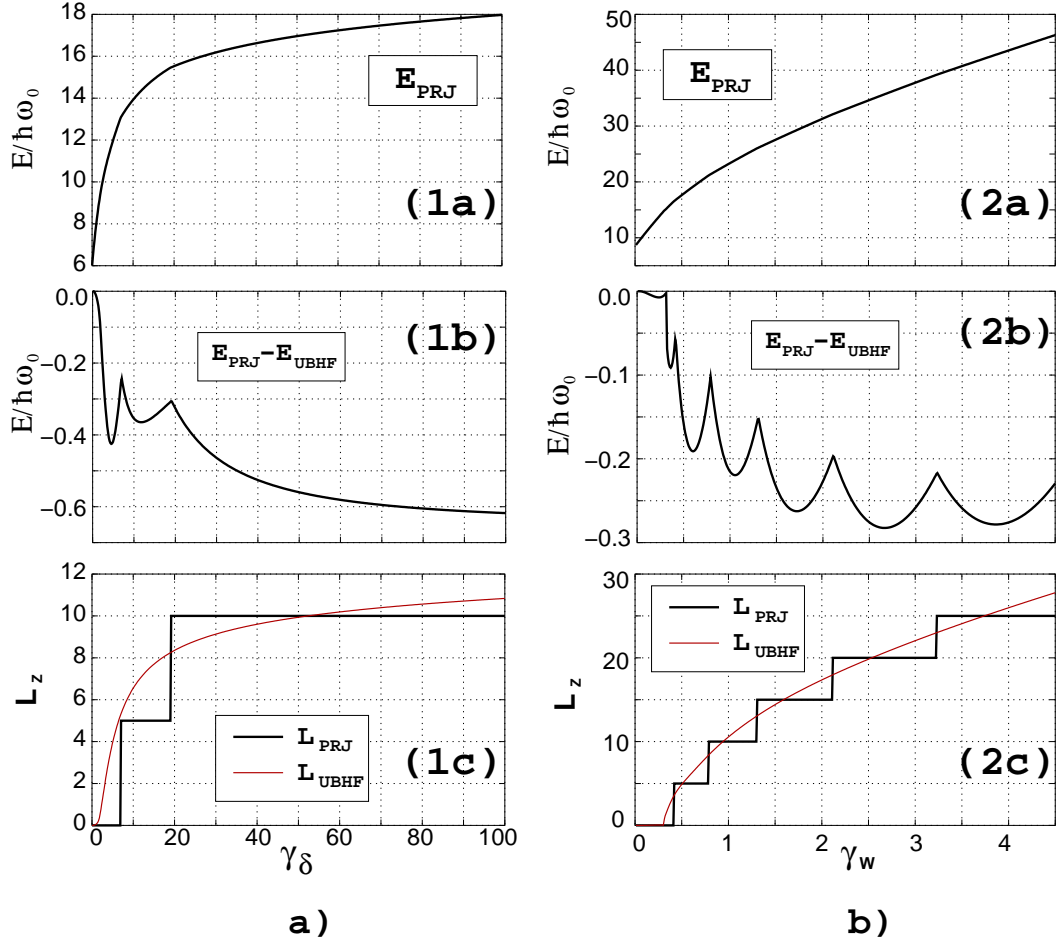 18
16
14
12
10
8
6
E/ħω₀
E_PRJ
(1a)
50
40
30
20
10
E/ħω₀
E_PRJ
(2a)
0.0
−0.2
−0.4
−0.6
E/ħω₀
E_PRJ−E_UBHF
(1b)
0.0
−0.1
−0.2
−0.3
E/ħω₀
E_PRJ−E_UBHF
(2b)
12
10
8
6
4
2
0
L_z
L_PRJ
L_UBHF
(1c)
0 20 40 60 80 100
γ_δ
30
20
10
0
L_z
L_PRJ
L_UBHF
(2c)
0 1 2 3 4
γ_W
a) b)